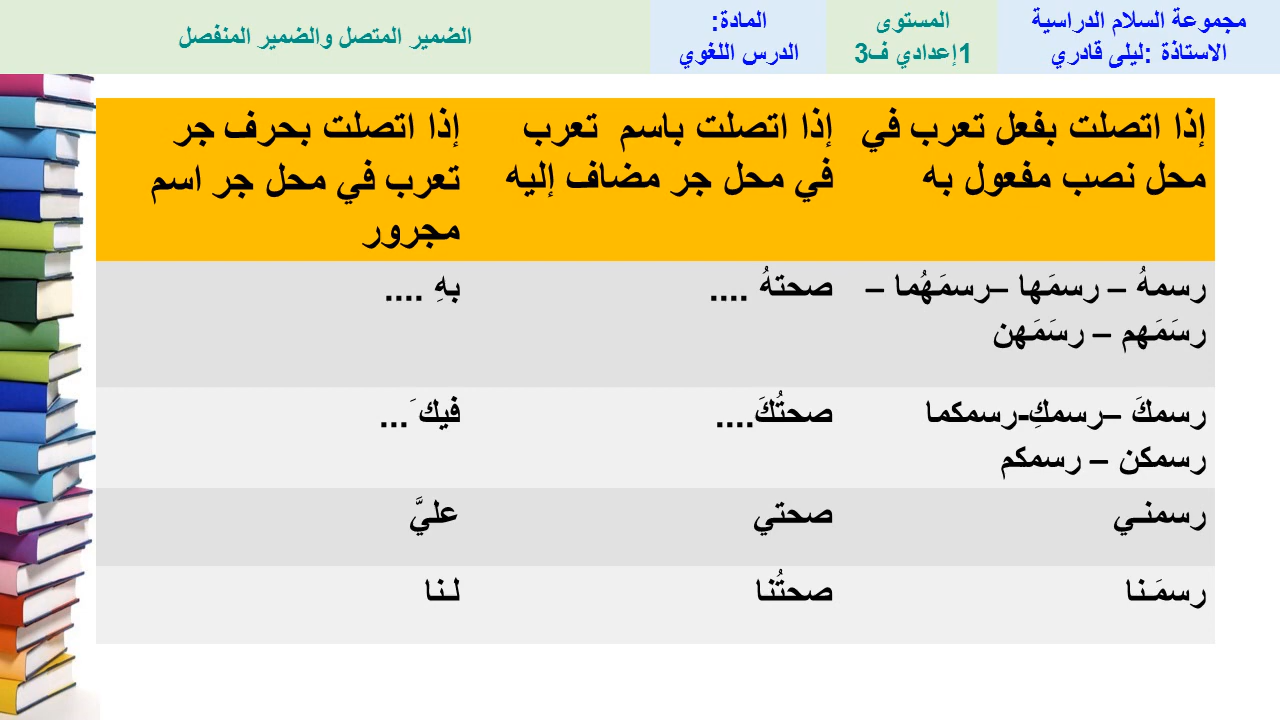 مجموعة السلام الدراسية
الاستاذة :ليلى قادري
المستوى
1إعدادي ف3
المادة:
الدرس اللغوي
الضمير المتصل والضمير المنفصل
إذا اتصلت بفعل تعرب في
محل نصب مفعول به
إذا اتصلت باسم تعرب
في محل جر مضاف إليه
إذا اتصلت بحرف جر
تعرب في محل جر اسم
مجرور
رسمهُ – رسمَها –رسمَهُما –
رسَمَهم – رسَمَهن
صحتهُ ....
بهِ ....
رسمكَ –رسمكِ-رسمكما
رسمكن – رسمكم
صحتُكَ....
فيك َ...
رسمنـي
صحتي
عليَّ
رسمَـنا
صحتُنا
لـنا